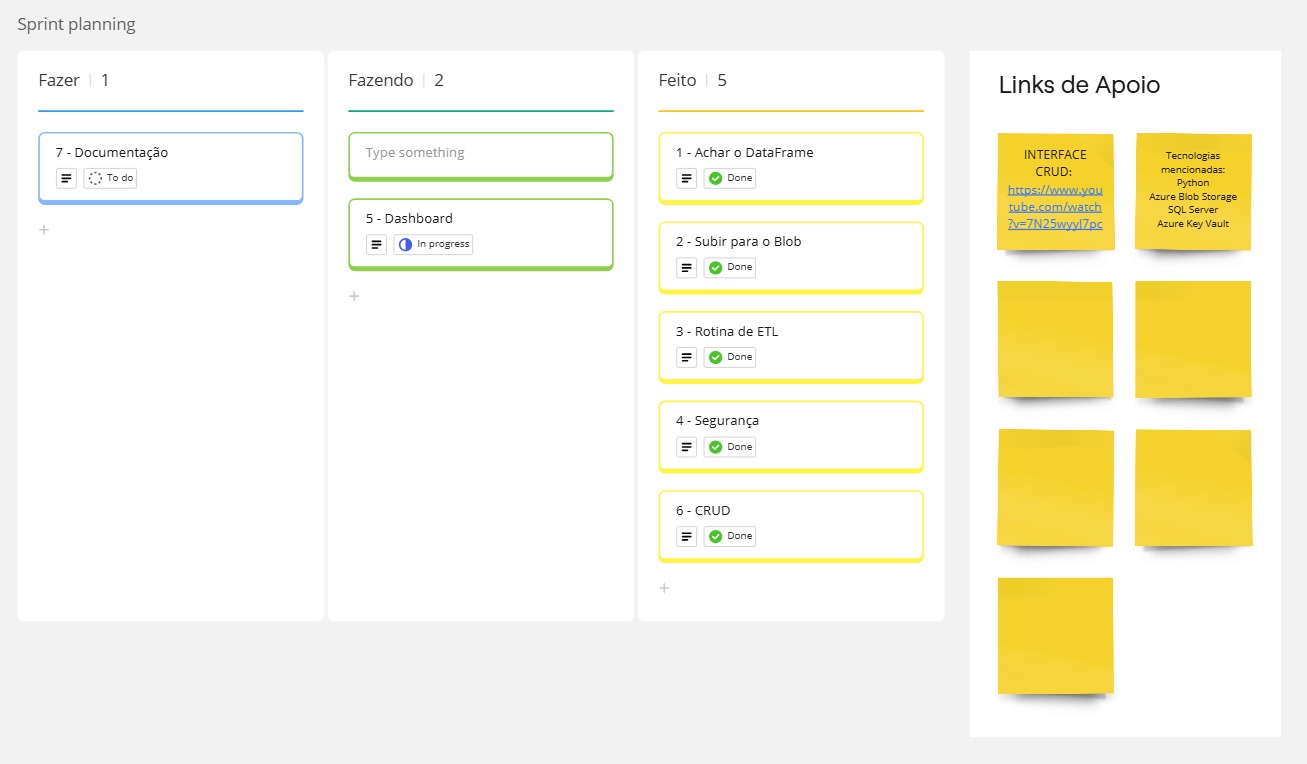 Sprint planning
Fazer | 1
7 - Documentação
To do
+
Fazendo | 2
Type something
5 - Dashboard
In progress
+
Feito | 5
1 - Achar o DataFrame
Done
2 - Subir para o Blob
Done
3 - Rotina de ETL
Done
4 - Segurança
Done
6 - CRUD
Done
+
Links de Apoio
INTERFACE
CRUD:
https://www.you
tube.com/watch
?v=7N25wyyI7pc
Tecnologias
mencionadas:
Python
Azure Blob Storage
SQL Server
Azure Key Vault